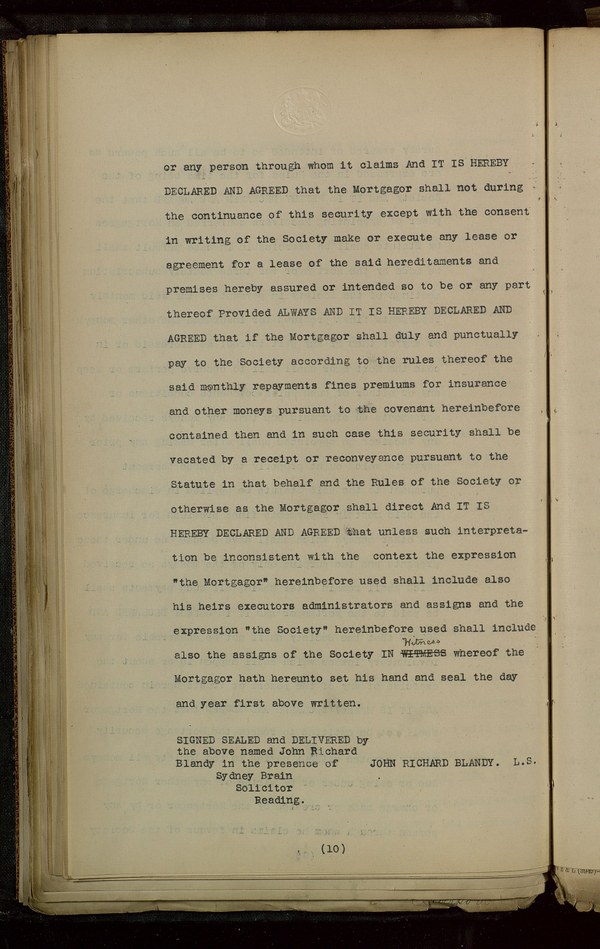 or any person through whom it claims And IT IS HEREBY
DECLARED AND AGREED that the Mortgagor shall not during
the continuance of this security except with the consent
in writing of the Society make or execute any lease or
agreement for a lease of the said hereditaments and
premises hereby assured or intended so to be or any part
thereof Provided ALWAYS AND IT IS HEREBY DECLARED AND
AGREED that if the Mortgagor shall duly and punctually
pay to the Society according to the rules thereof the
said monthly repayments fines premiums for insurance
and other moneys pursuant to the covenant hereinbefore
contained then and in such case this security shall be
vacated by a receipt or reconveyance pursuant to the
Statute in that behalf and the Rules of the Society or
otherwise as the Mortgagor shall direct And IT IS
HEREBY DECLARED AND AGREED that unless such interpreta-
tion be inconsistent with the context the expression
"the Mortgagor" hereinbefore used shall include also
his heirs executors administrators and assigns and the
expression "the Society" hereinbefore used shall include
Witness
also the assigns of the Society IN WITMESS whereof the
Mortgagor hath hereunto set his hand and seal the day
and year first above written.
SIGNED SEALED and DELIVERED by
the above named John Richard
Blandy in the presence of JOHN RICHARD BLANDY. L.S.
Sydney Brain
Solicitor
Reading.
(10)